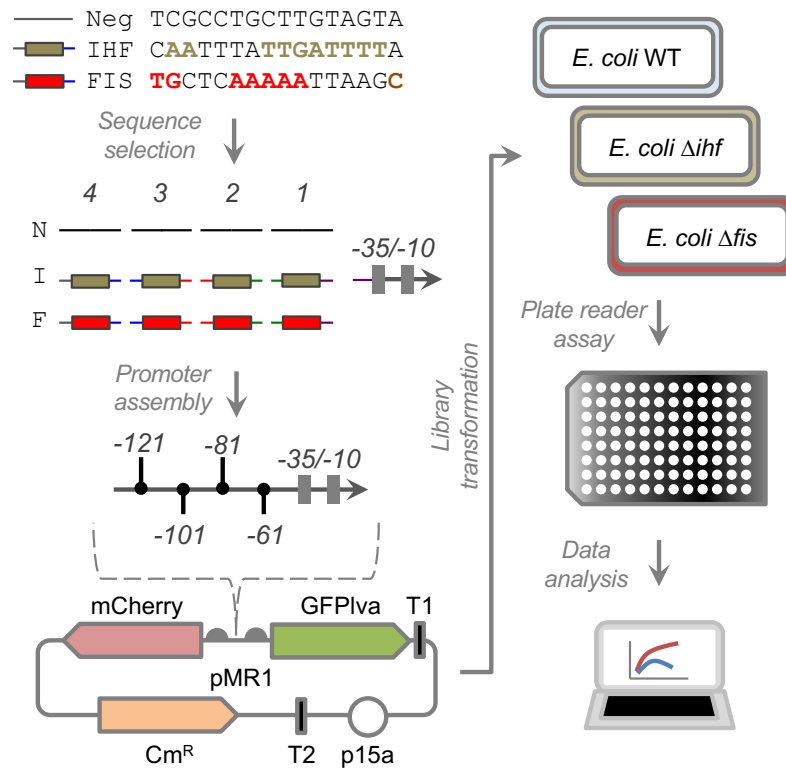 Neg TCGCCTGCTTGTAGTA
IHF CAATTTATTGATTTTA
FIS TGCTCAAAAATTAAGC
Sequence
selection
4 3 2 1
N
I
F
-35/-10
Promoter
assembly
-121
-81
-35/-10
-101
-61
mCherry
GFPlva
T1
pMR1
CmR
T2
p15a
Library
transformation
E. coli WT
E. coli Δihf
E. coli Δfis
Plate reader
assay
Data
analysis